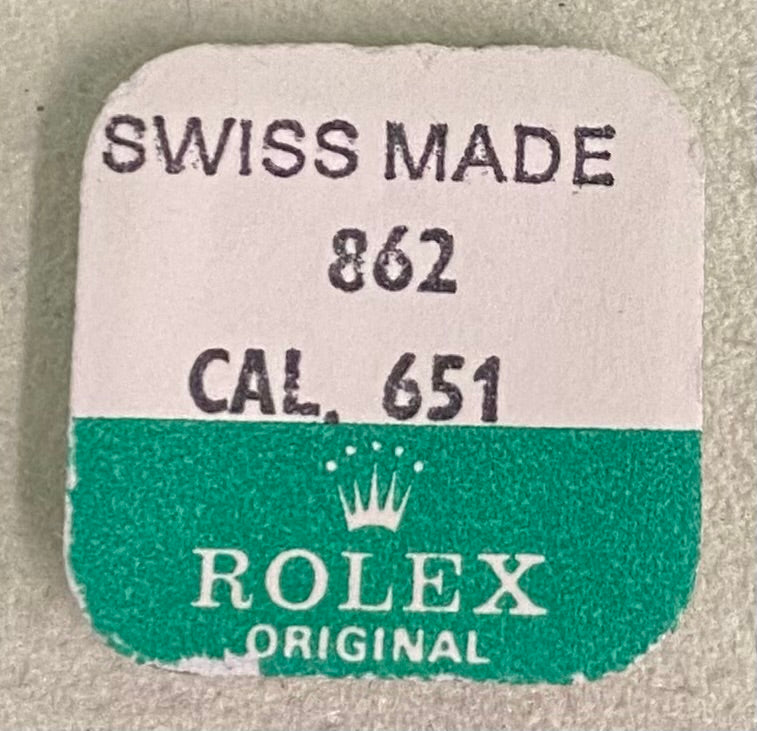 SWISS MADE
862
CAL. 651
ROLEX
ORIGINAL